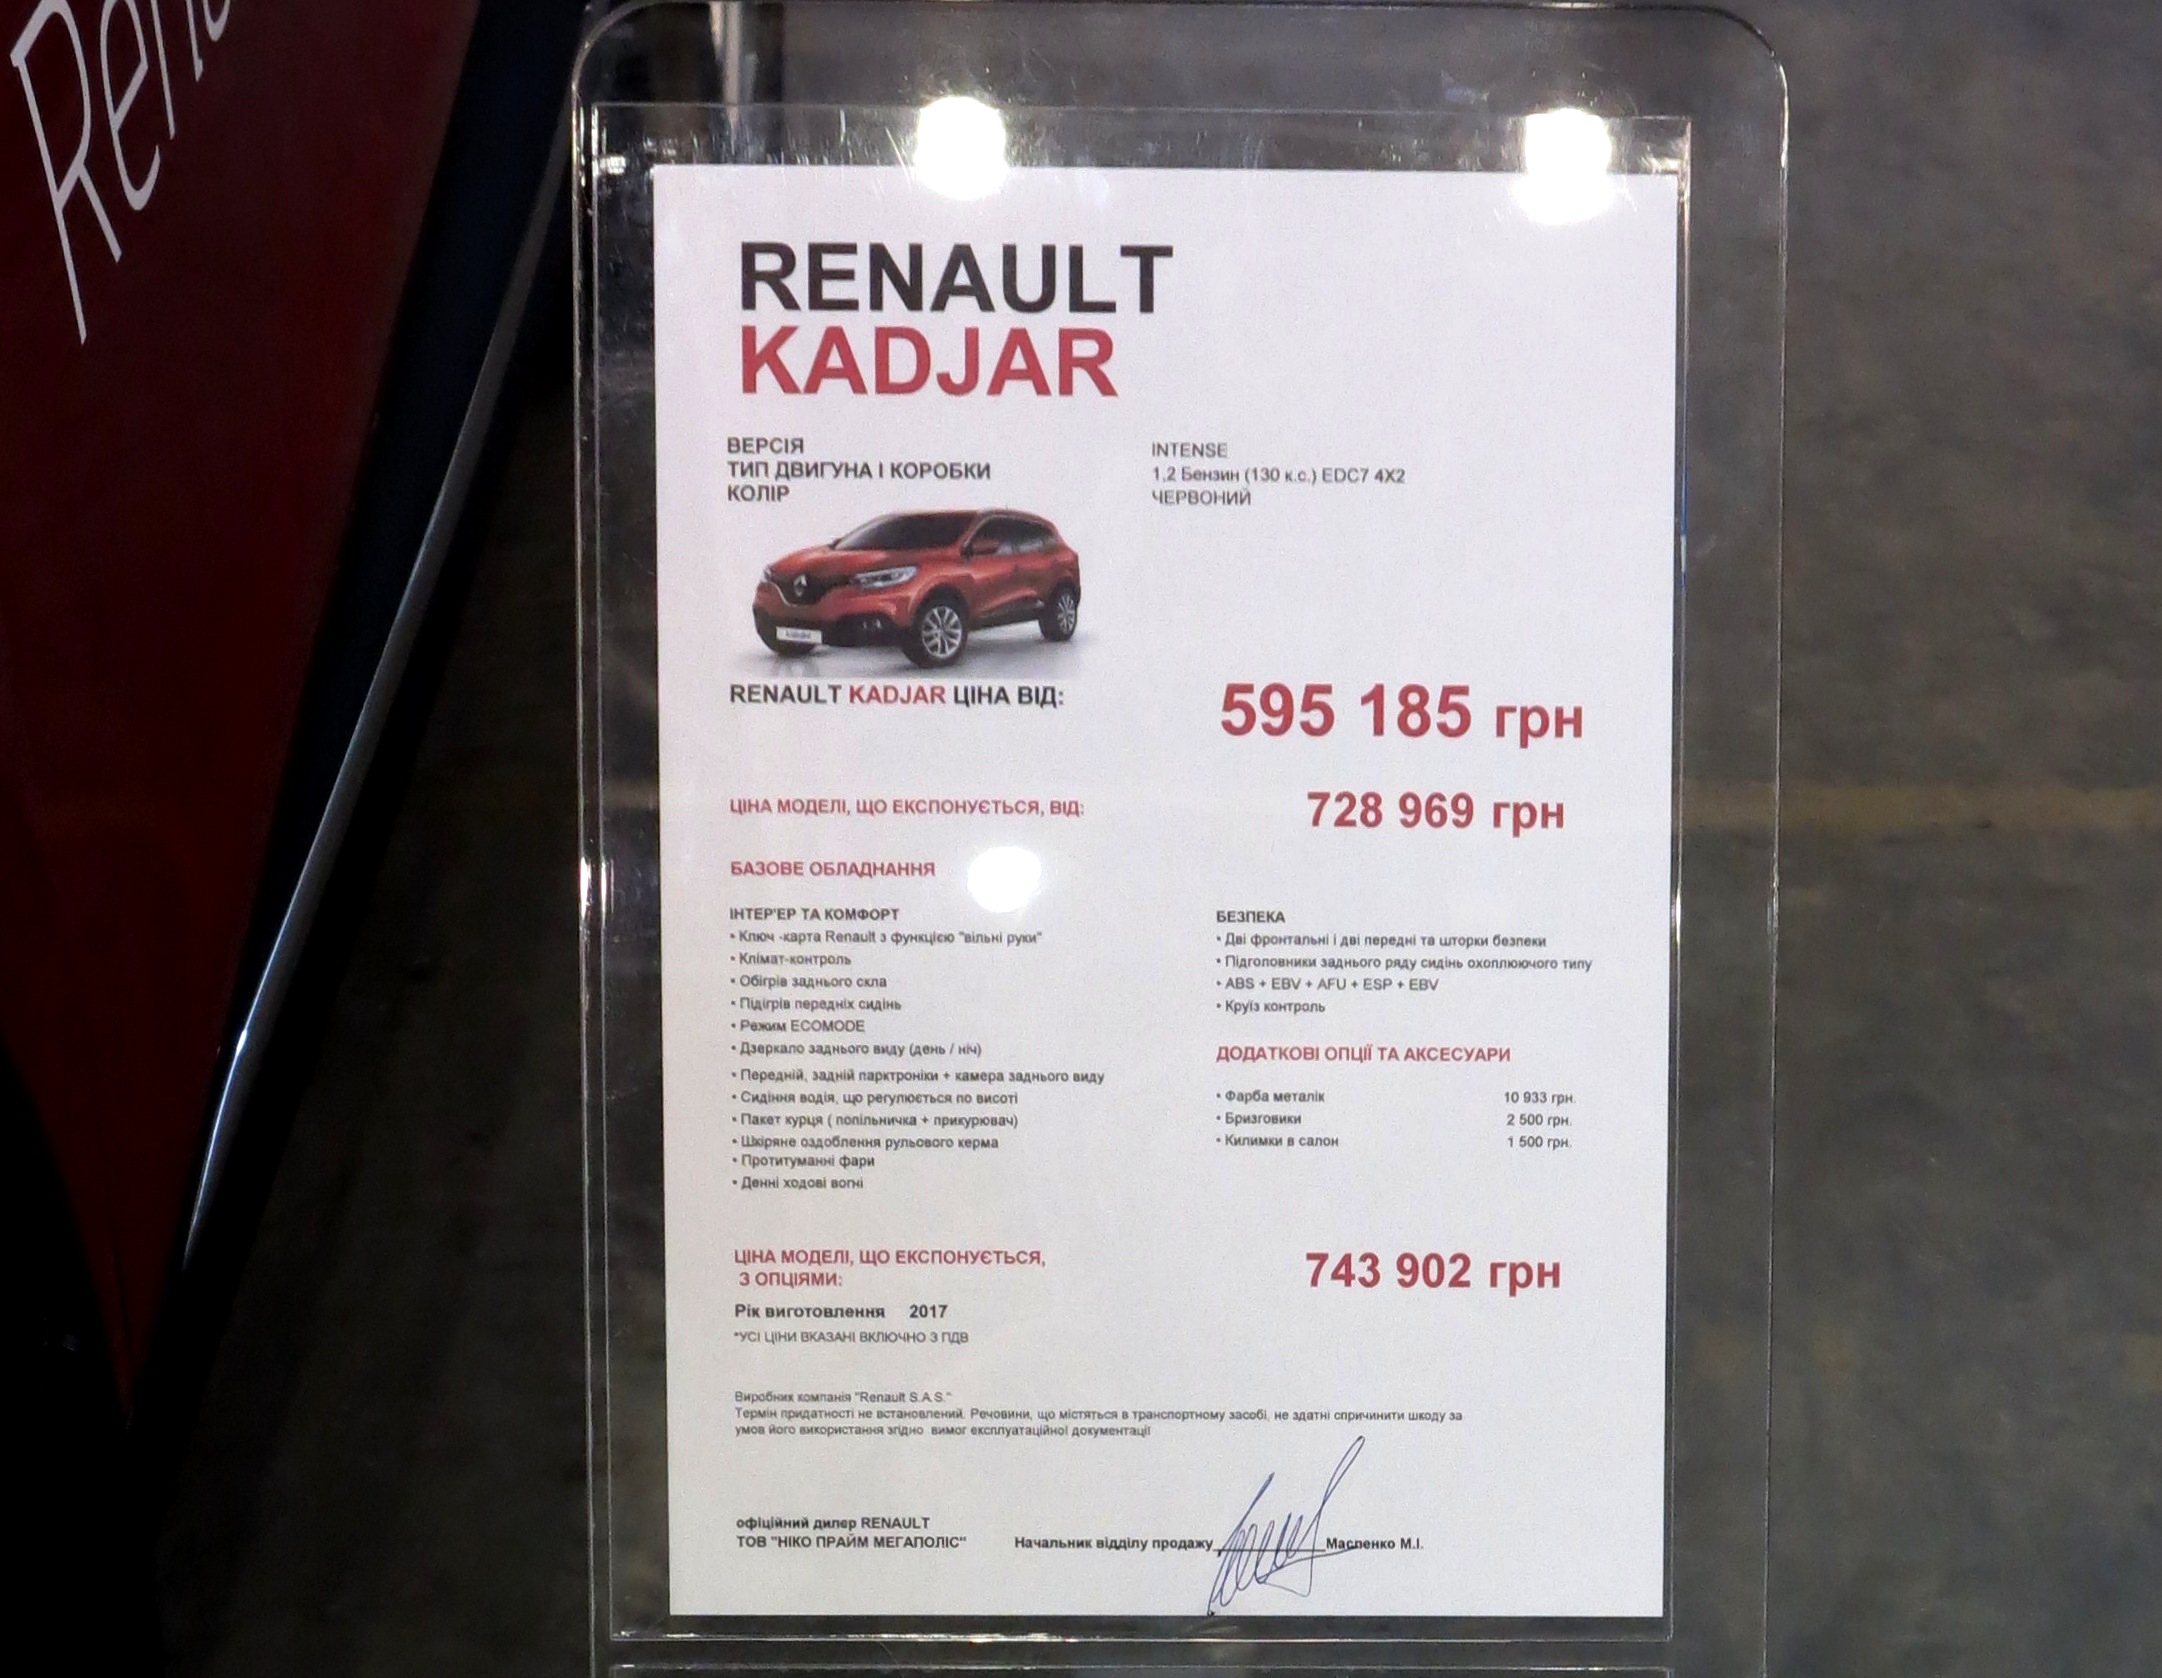 Rena
RENAULT
KADJAR
ВЕРСІЯ INTENSE
ТИП ДВИГУНА І КОРОБКИ 1,2 Бензин (130 к.с.) EDC7 4X2
КОЛІР ЧЕРВОНИЙ
RENAULT KADJAR ЦІНА ВІД: 595 185 грн
ЦІНА МОДЕЛІ, ЩО ЕКСПОНУЄТЬСЯ, ВІД: 728 969 грн
БАЗОВЕ ОБЛАДНАННЯ
ІНТЕР'ЕР ТА КОМФОРТ
• Ключ -карта Renault з функцією "вільні руки"
• Клімат-контроль
• Обігрів заднього скла
• Підігрів передніх сидінь
• Режим ECOMODE
• Дзеркало заднього виду (день / ніч)
• Передній, задній парктроніки + камера заднього виду
• Сидіння водія, що регулюється по висоті
• Пакет курця ( попільничка + прикурювач)
• Шкіряне оздоблення рульового керма
• Протитуманні фари
• Денні ходові вогні
БЕЗПЕКА
• Дві фронтальні і дві передні та шторки безпеки
• Підголовники заднього ряду сидінь охоплюючого типу
• ABS + EBV + AFU + ESP + EBV
• Круїз контроль
ДОДАТКОВІ ОПЦІЇ ТА АКСЕСУАРИ
• Фарба металік 10 933 грн.
• Бризговики 2 500 грн.
• Килимки в салон 1 500 грн.
ЦІНА МОДЕЛІ, ЩО ЕКСПОНУЄТЬСЯ,
З ОПЦІЯМИ: 743 902 грн
Рік виготовлення 2017
*УСІ ЦІНИ ВКАЗАНІ ВКЛЮЧНО З ПДВ
Виробник компанія "Renault S.A.S."
Термін придатності не встановлений. Речовини, що містяться в транспортному засобі, не здатні спричинити шкоду за
умов його використання згідно вимог експлуатаційної документації
офіційний дилер RENAULT
ТОВ "НІКО ПРАЙМ МЕГАПОЛІС" Начальник відділу продажу Масленко М.І.